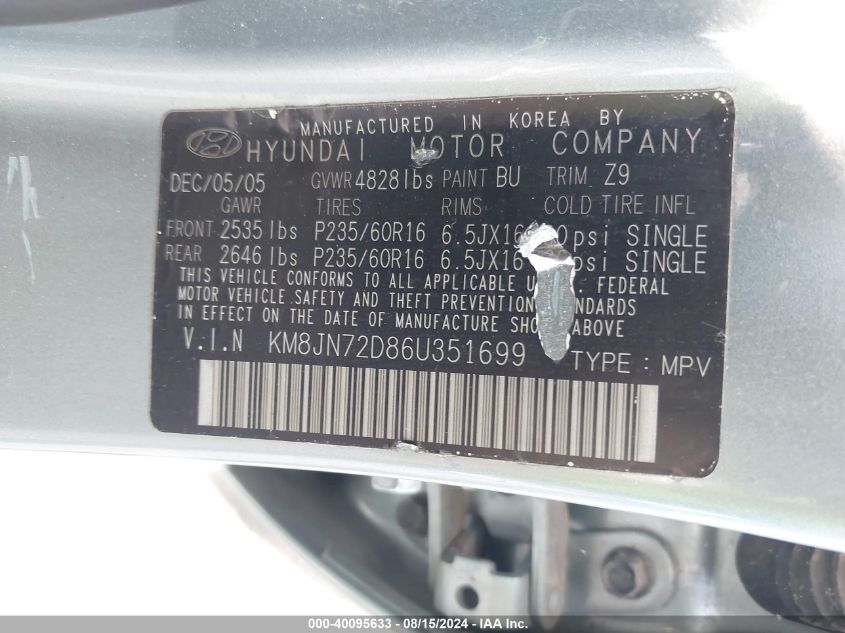 MANUFACTURED IN KOREA BY
HYUNDAI MOTOR COMPANY
DEC/05/05 GVWR 4828lbs PAINT BU TRIM Z9
GAWR TIRES RIMS COLD TIRE INFL
FRONT 2535 lbs P235/60R16 6.5JX16 psi SINGLE
REAR 2646 lbs P235/60R16 6.5JX16 psi SINGLE
THIS VEHICLE CONFORMS TO ALL APPLICABLE FEDERAL
MOTOR VEHICLE SAFETY AND THEFT PREVENTION
IN EFFECT ON THE DATE OF MANUFACTURE ABOVE
V.I.N KM8JN72D86U351699 TYPE: MPV
000-40095633 - 08/15/2024 - IAA Inc.